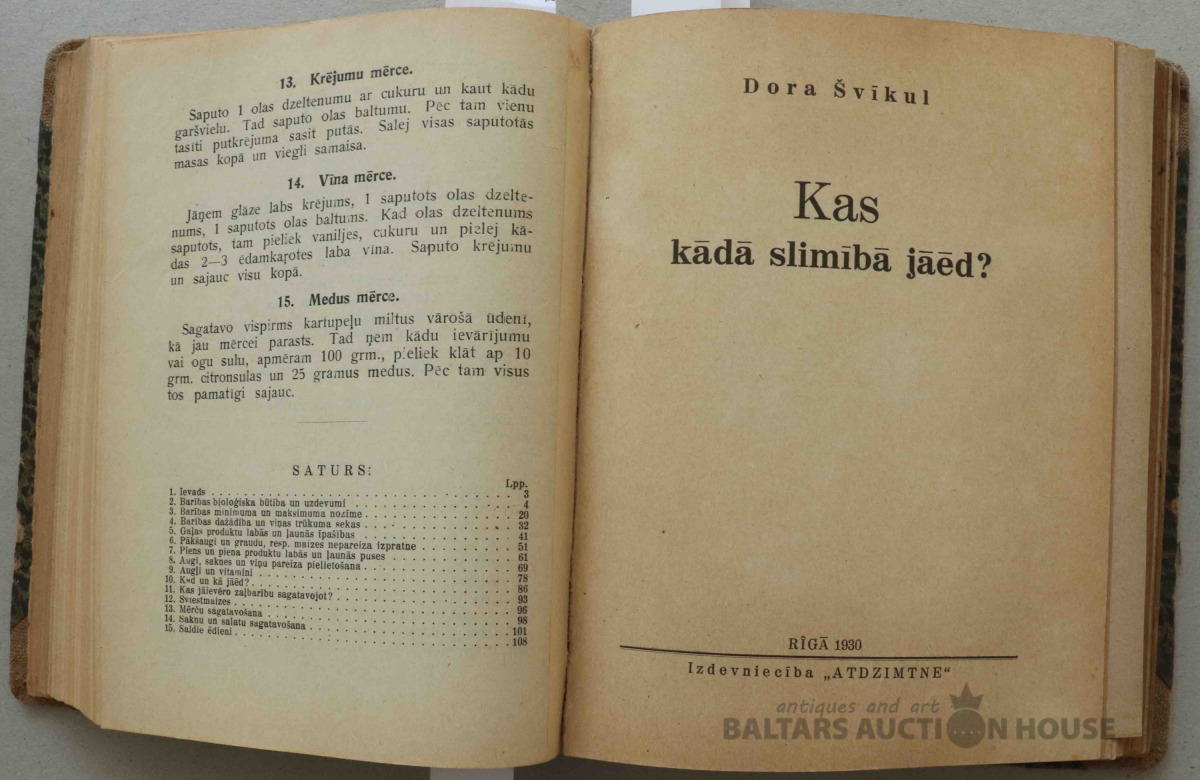 13. Krējumu mērce.
Saputo 1 olas dzeltenumu ar cukuru un kaut kādu
garšvielu. Tad saputo olas baltumu. Pēc tam vienu
tasīti putkrējuma sasit putās. Salej visas saputotās
masas kopā un viegli samaisa.
14. Vīna mērce.
Jāņem glāze labs krējums, 1 saputots olas dzelte-
nums, 1 saputots olas baltums. Kad olas dzeltenums
saputots, tam pieliek vaniljes, cukuru un pielej kā-
das 2—3 ēdamkaŗotes laba vīna. Saputo krējumu
un sajauc visu kopā.
15. Medus mērce.
Sagatavo vispirms kartupeļu miltus vārošā ūdenī,
kā jau mērcei parasts. Tad ņem kādu ievārījumu
vai ogu sulu, apmēram 100 grm., pieliek klāt ap 10
grm. citronsulas un 25 gramus medus. Pēc tam visus
tos pamatīgi sajauc.
SATURS:
Lpp.
1. Ievads . . . . 3
2. Barības bioloģiska būtība un uzdevumi . . . . 4
3. Barības minimuma un maksimuma nozīme . . . . 20
4. Barības dažādība un viņas trūkuma sekas . . . . 32
5. Gaļas produktu labās un ļaunās īpašības . . . . 41
6. Pākšaugi un graudu, resp. maizes nepareiza izpratne . . . . 51
7. Piens un piena produktu labās un ļaunās puses . . . . 61
8. Augi, saknes un viņu pareiza pielietošana . . . . 69
9. Augļi un vitamini . . . . 78
10. Kad un kā jāēd? . . . . 86
11. Kas jāievēro zaļbarību sagatavojot? . . . . 93
12. Sviestmaizes . . . . 96
13. Mērču sagatavošana . . . . 98
14. Sakņu un salatu sagatavošana . . . . 101
15. Saldie ēdieni . . . . 108
Dora Švīkul
Kas
kādā slimībā jāēd?
RĪGĀ 1930
Izdevniecība „ATDZIMTNE“
antiques and art
BALTARS AUCTION HOUSE